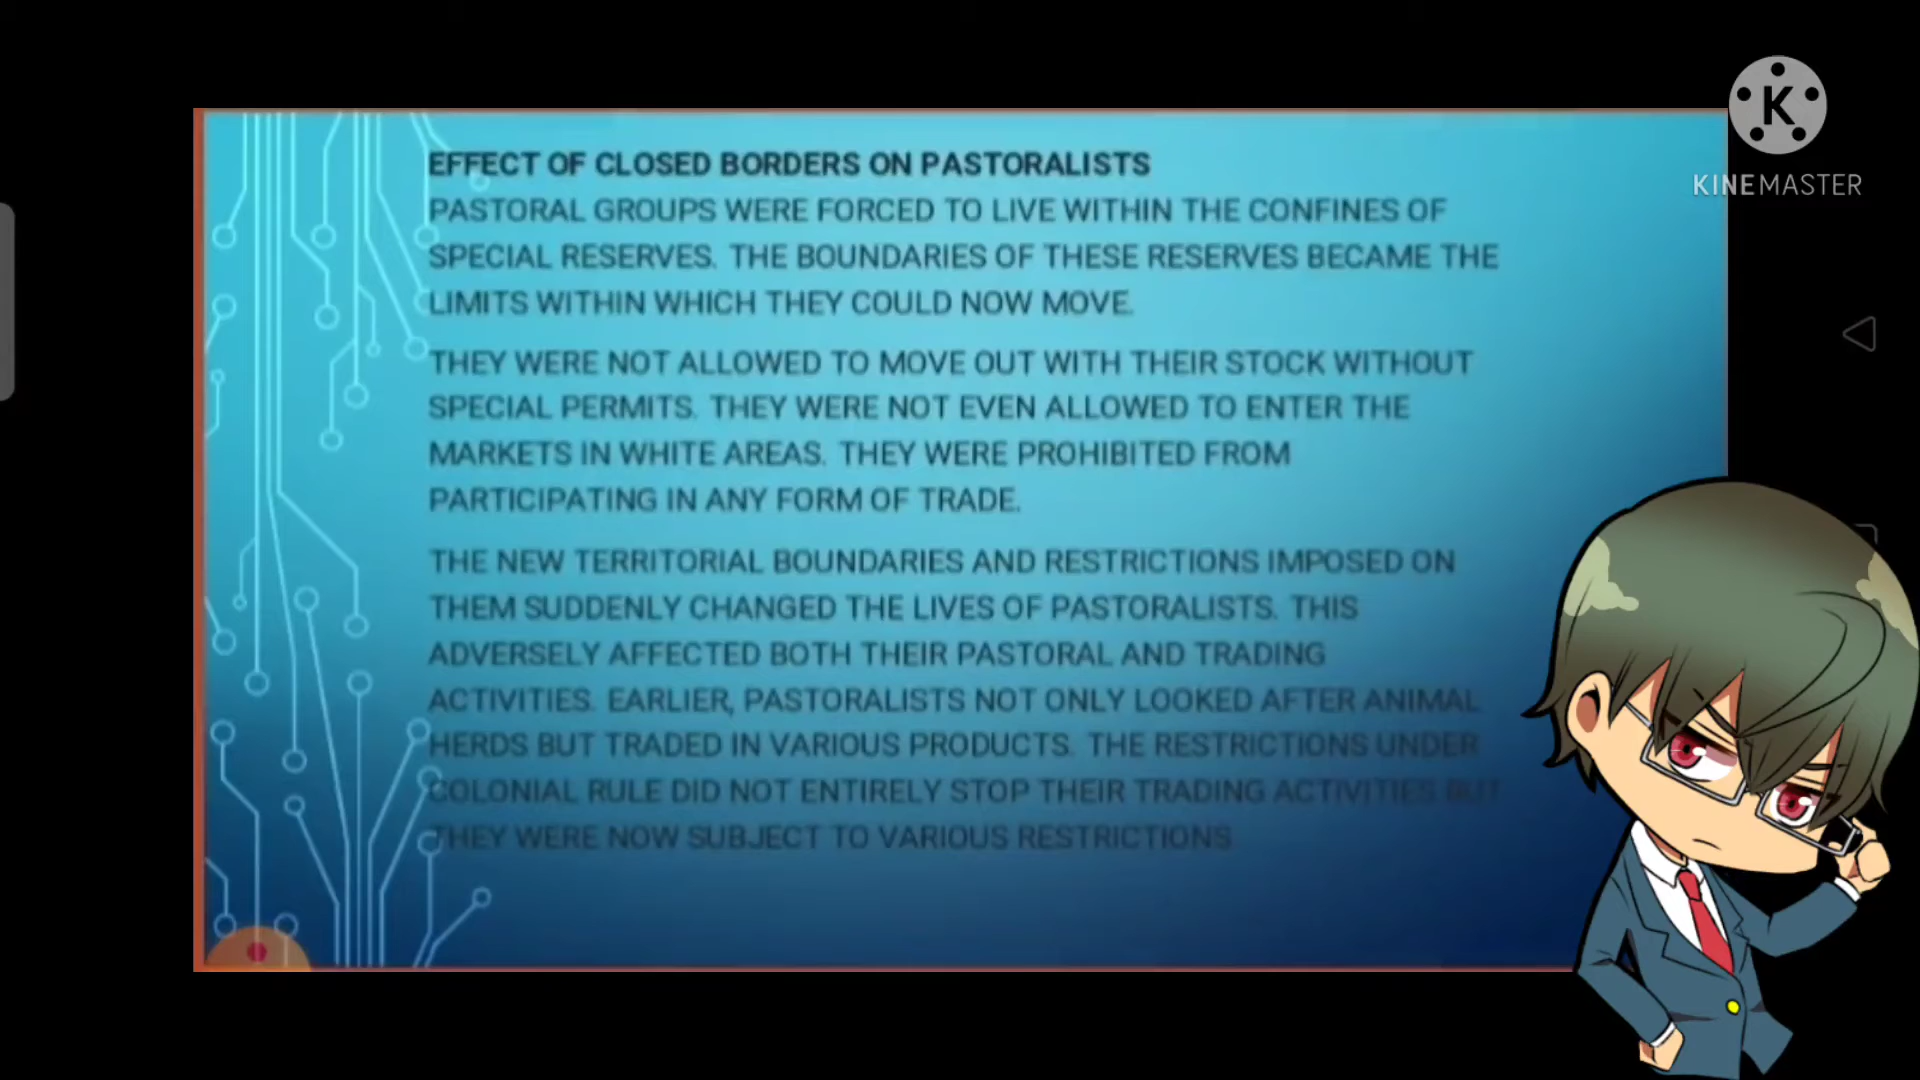 EFFECT OF CLOSED BORDERS ON PASTORALISTS
PASTORAL GROUPS WERE FORCED TO LIVE WITHIN THE CONFINES OF
SPECIAL RESERVES. THE BOUNDARIES OF THESE RESERVES BECAME THE
LIMITS WITHIN WHICH THEY COULD NOW MOVE.
THEY WERE NOT ALLOWED TO MOVE OUT WITH THEIR STOCK WITHOUT
SPECIAL PERMITS. THEY WERE NOT EVEN ALLOWED TO ENTER THE
MARKETS IN WHITE AREAS. THEY WERE PROHIBITED FROM
PARTICIPATING IN ANY FORM OF TRADE.
THE NEW TERRITORIAL BOUNDARIES AND RESTRICTIONS IMPOSED ON
THEM SUDDENLY CHANGED THE LIVES OF PASTORALISTS. THIS
ADVERSELY AFFECTED BOTH THEIR PASTORAL AND TRADING
ACTIVITIES. EARLIER, PASTORALISTS NOT ONLY LOOKED AFTER ANIMAL
HERDS BUT TRADED IN VARIOUS PRODUCTS. THE RESTRICTIONS UNDER
COLONIAL RULE DID NOT ENTIRELY STOP THEIR TRADING ACTIVITIES BUT
THEY WERE NOW SUBJECT TO VARIOUS RESTRICTIONS
K
KINEMASTER